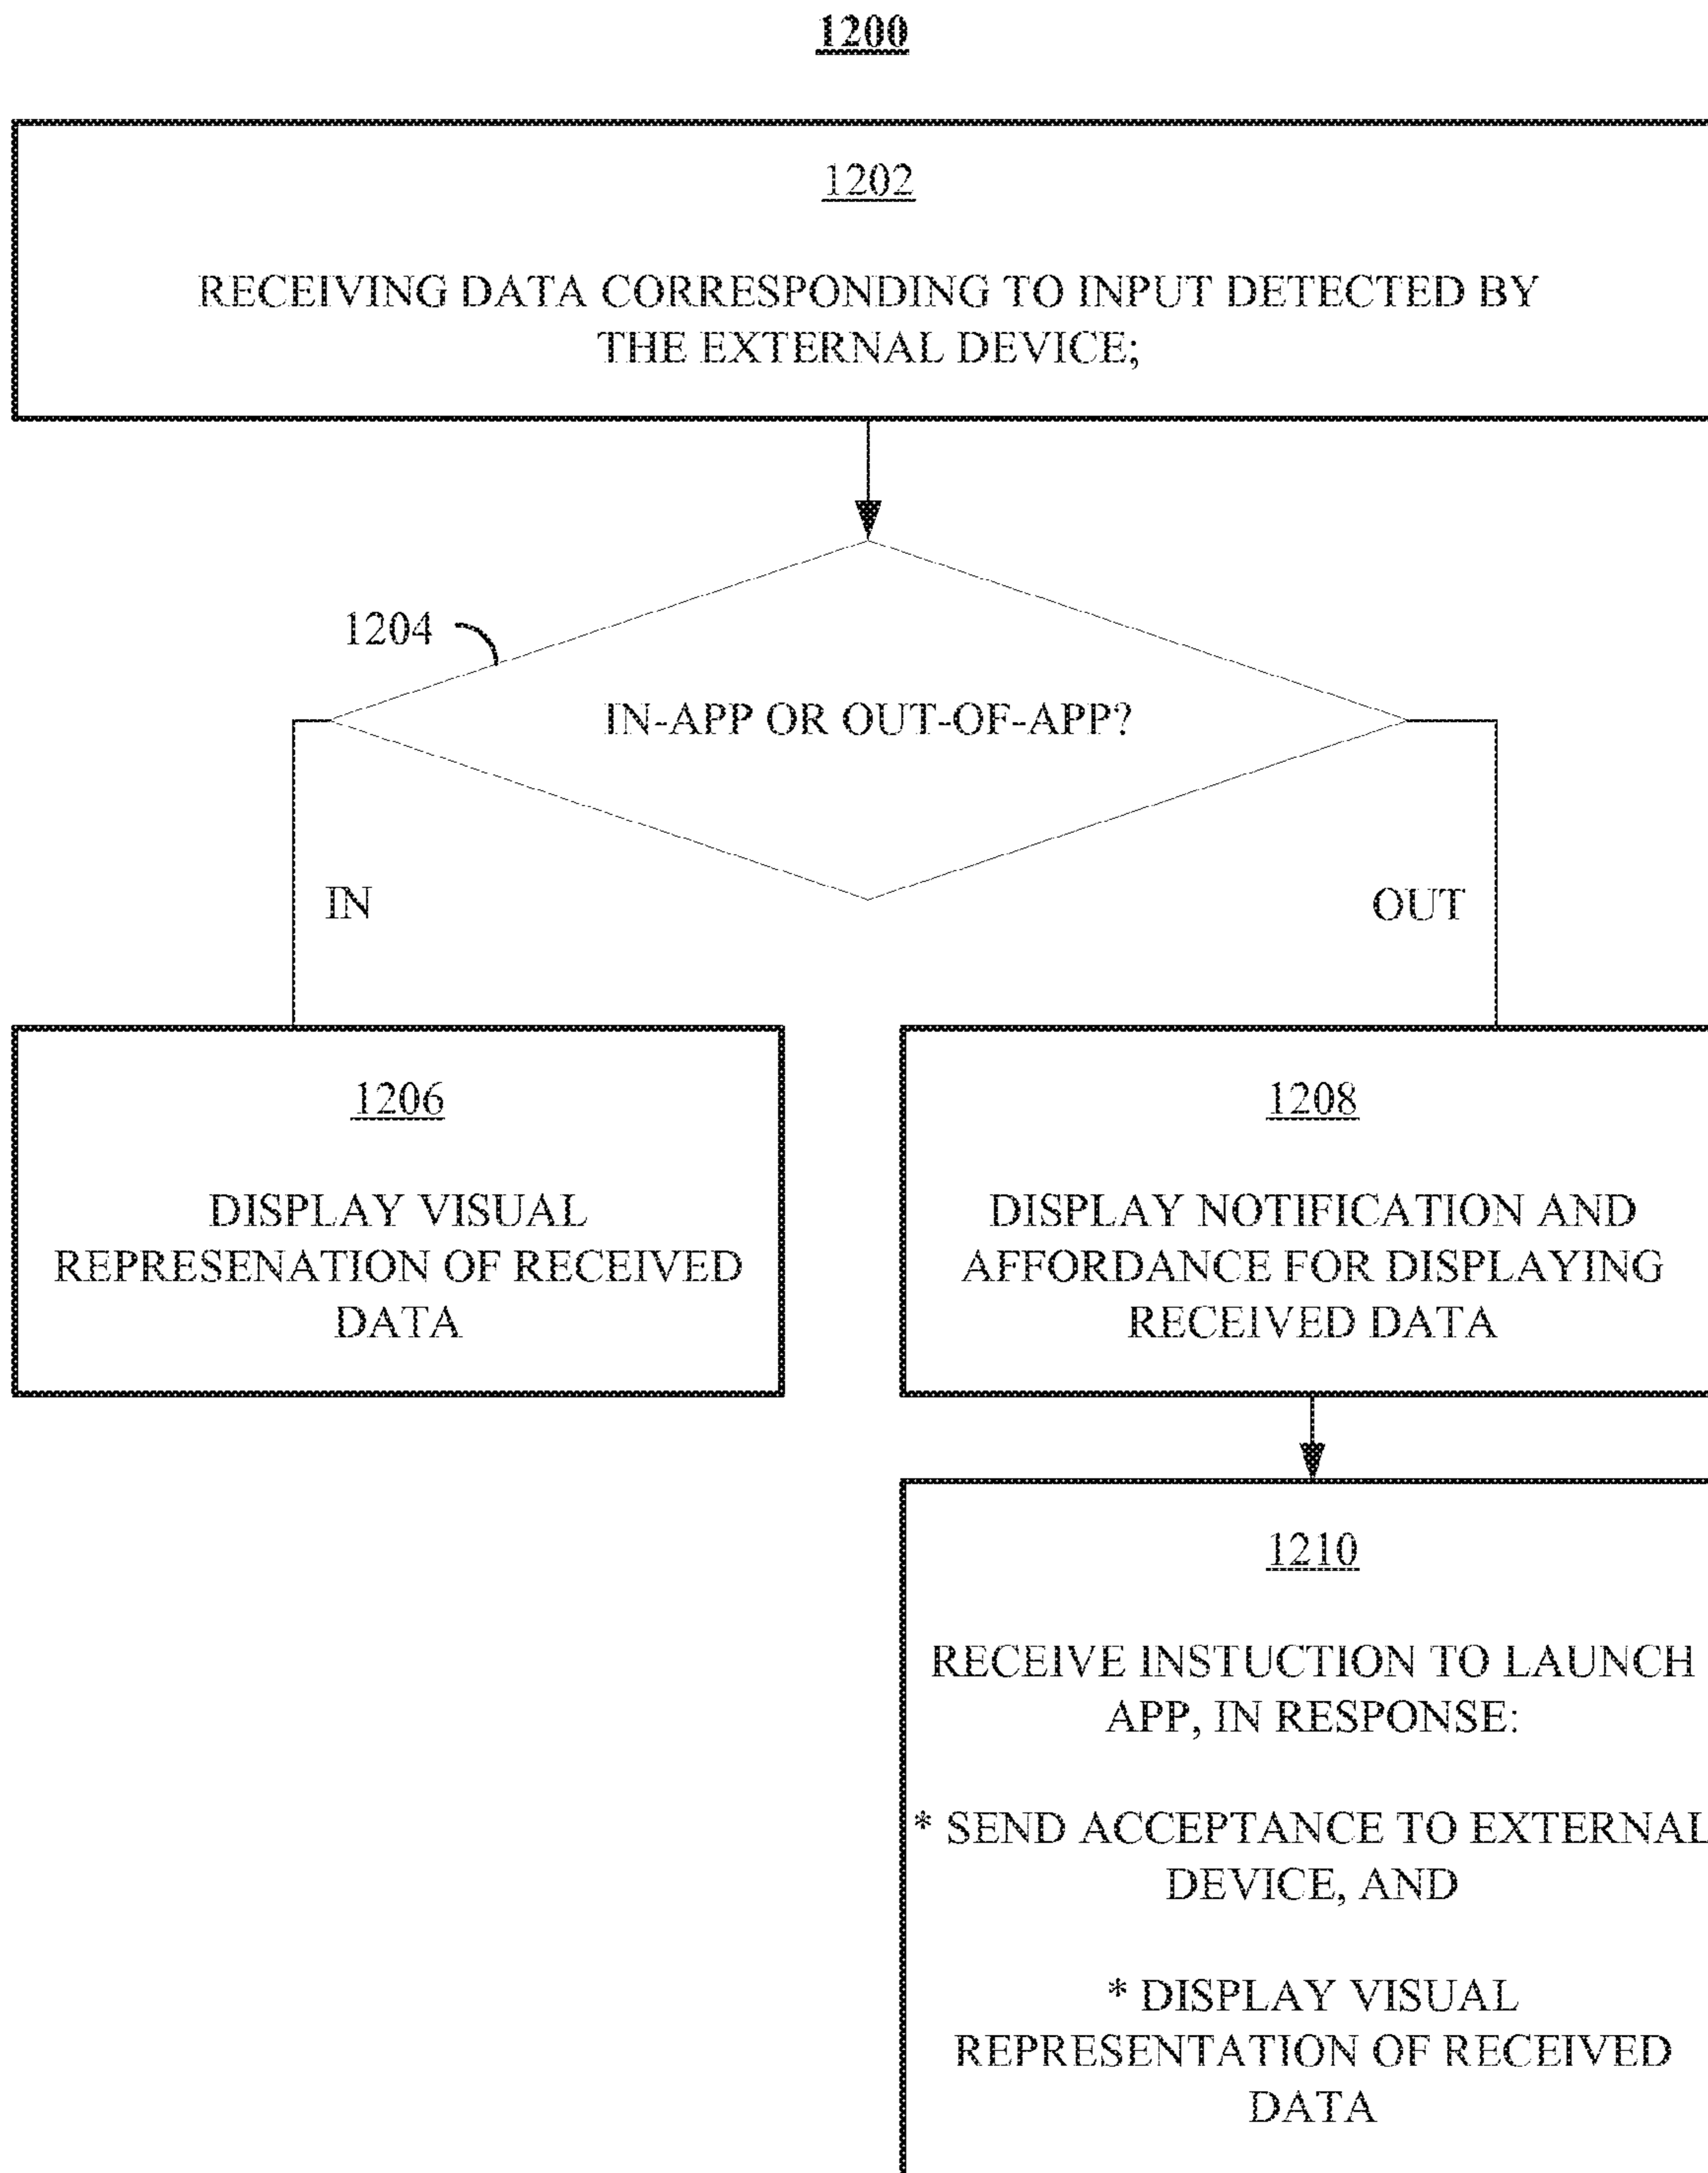 1200
1202
RECEIVING DATA CORRESPONDING TO INPUT DETECTED BY
THE EXTERNAL DEVICE;
1204
IN-APP OR OUT-OF-APP?
IN
OUT
1206
DISPLAY VISUAL
REPRESENATION OF RECEIVED
DATA
1208
DISPLAY NOTIFICATION AND
AFFORDANCE FOR DISPLAYING
RECEIVED DATA
1210
RECEIVE INSTUCTION TO LAUNCH
APP, IN RESPONSE:
* SEND ACCEPTANCE TO EXTERNAL
DEVICE, AND
* DISPLAY VISUAL
REPRESENTATION OF RECEIVED
DATA